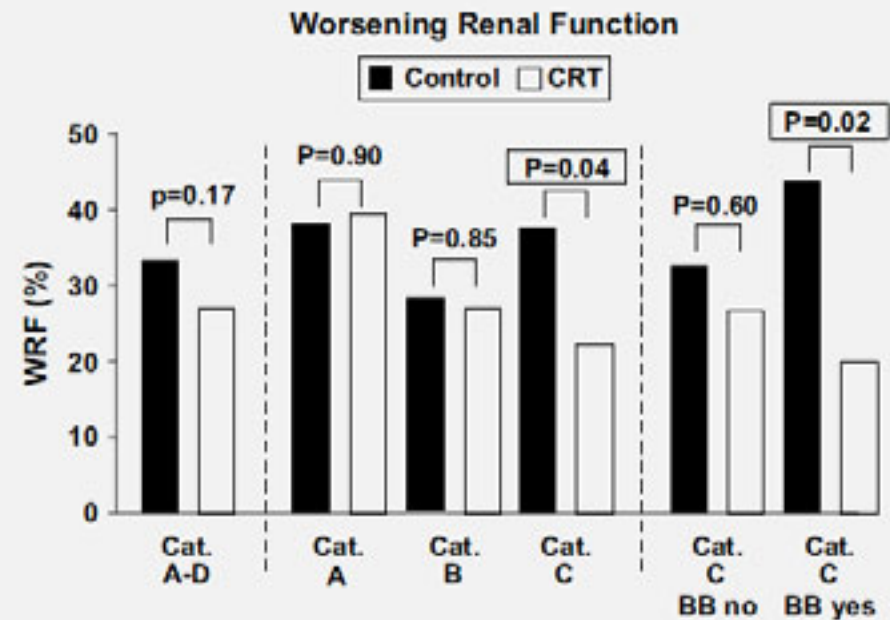 Worsening Renal Function
Control CRT
WRF (%)
50
40
30
20
10
0
p=0.17
P=0.90
P=0.85
P=0.04
P=0.60
P=0.02
Cat.
A-D
Cat.
A
Cat.
B
Cat.
C
Cat.
C
BB no
Cat.
C
BB yes